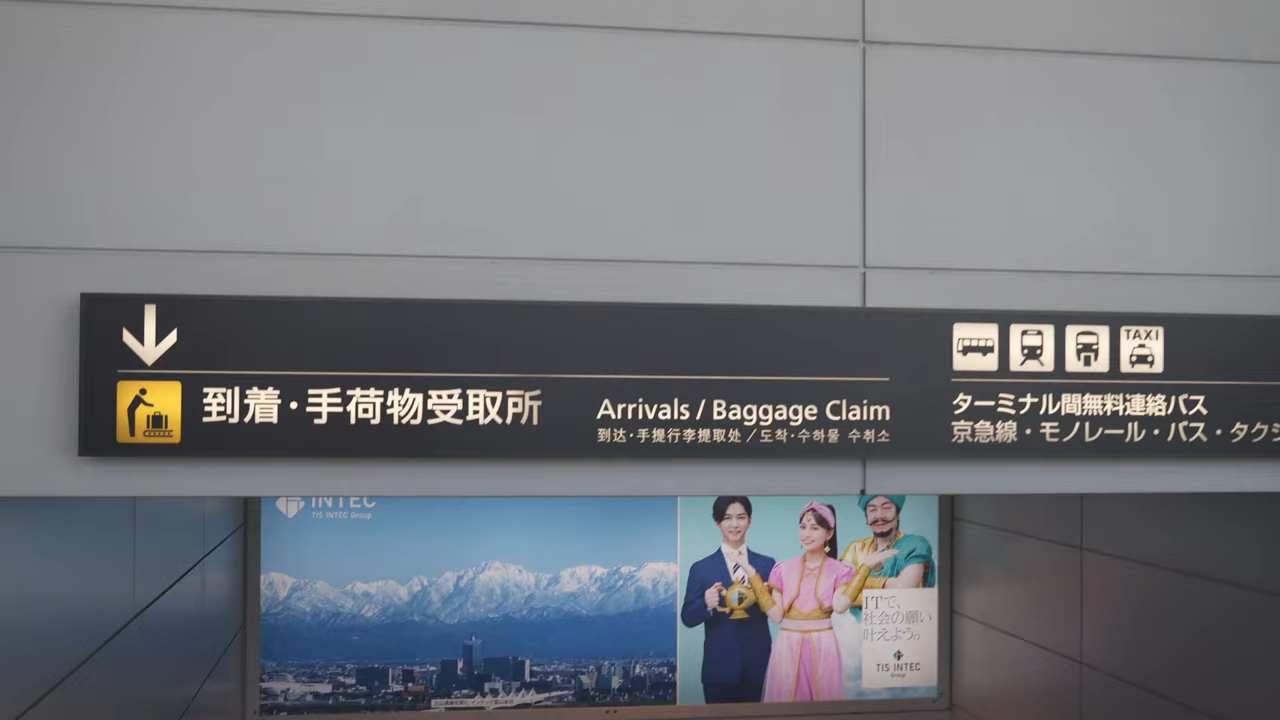 到着・手荷物受取所
Arrivals / Baggage Claim
到达・手提行李提取处 / 도착・수하물 수취소
TAXI
ターミナル間無料連絡バス
京急線・モノレール・バス・タク
INTEC
TIS INTEC Group
ITで、
社会の願い
叶えよう。
TIS INTEC
Group